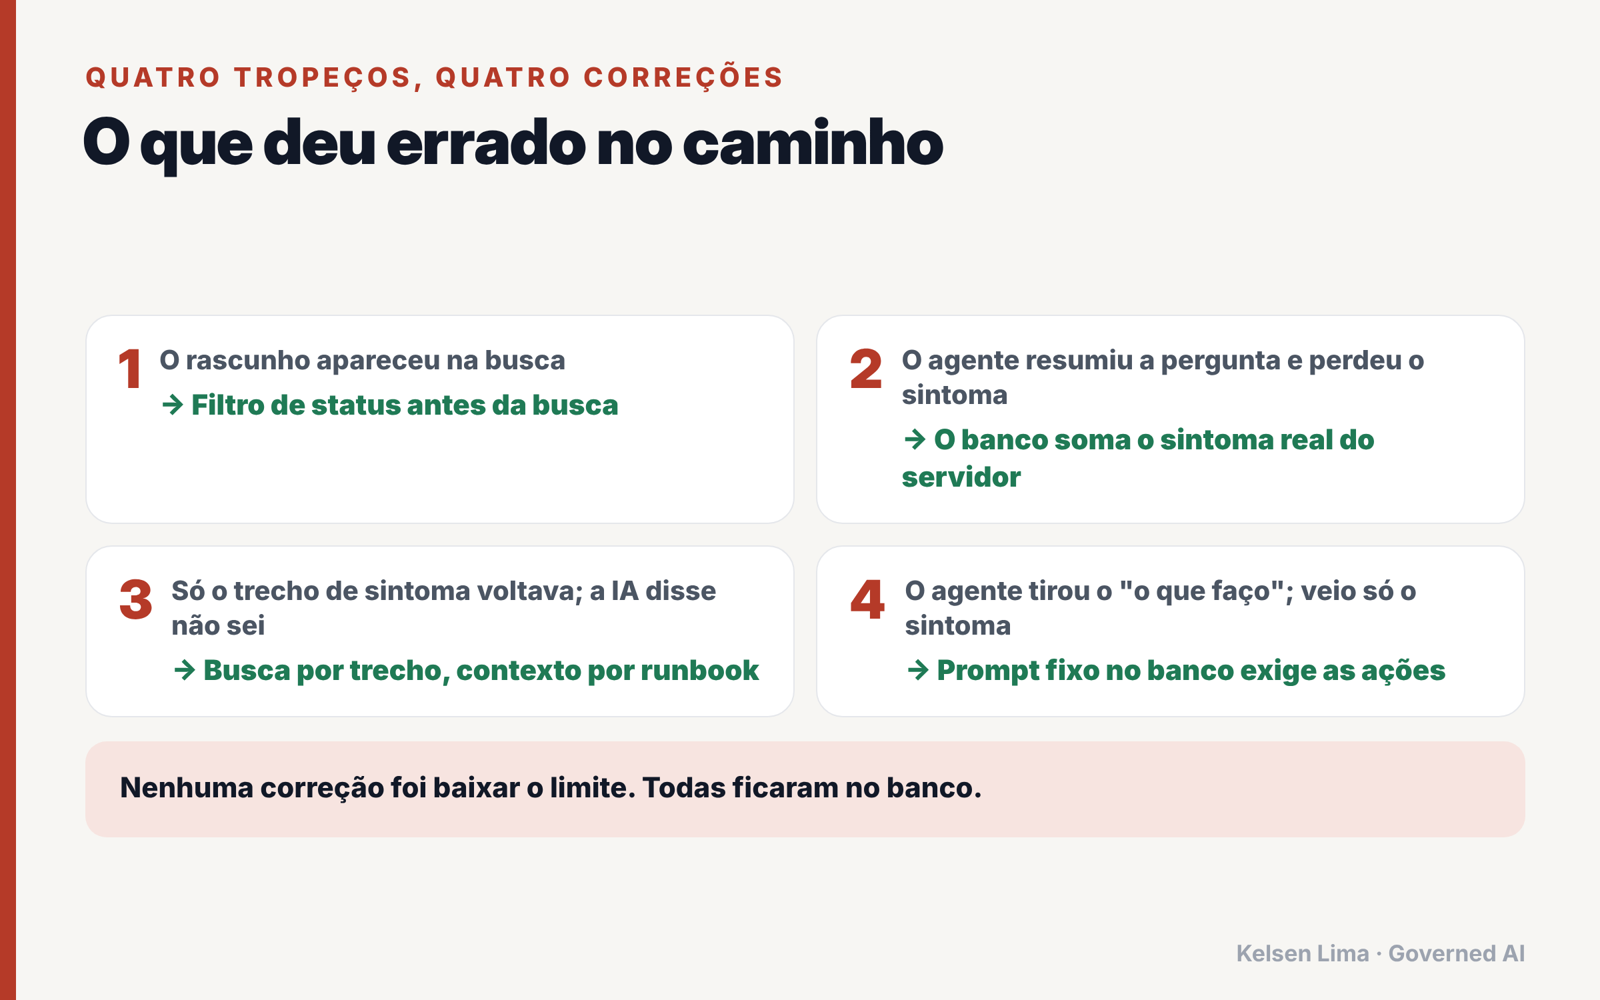 QUATRO TROPEÇOS, QUATRO CORREÇÕES
O que deu errado no caminho
1
O rascunho apareceu na busca
→ Filtro de status antes da busca
2
O agente resumiu a pergunta e perdeu o
sintoma
→ O banco soma o sintoma real do
servidor
3
Só o trecho de sintoma voltava; a IA disse
não sei
→ Busca por trecho, contexto por runbook
4
O agente tirou o "o que faço"; veio só o
sintoma
→ Prompt fixo no banco exige as ações
Nenhuma correção foi baixar o limite. Todas ficaram no banco.
Kelsen Lima · Governed AI